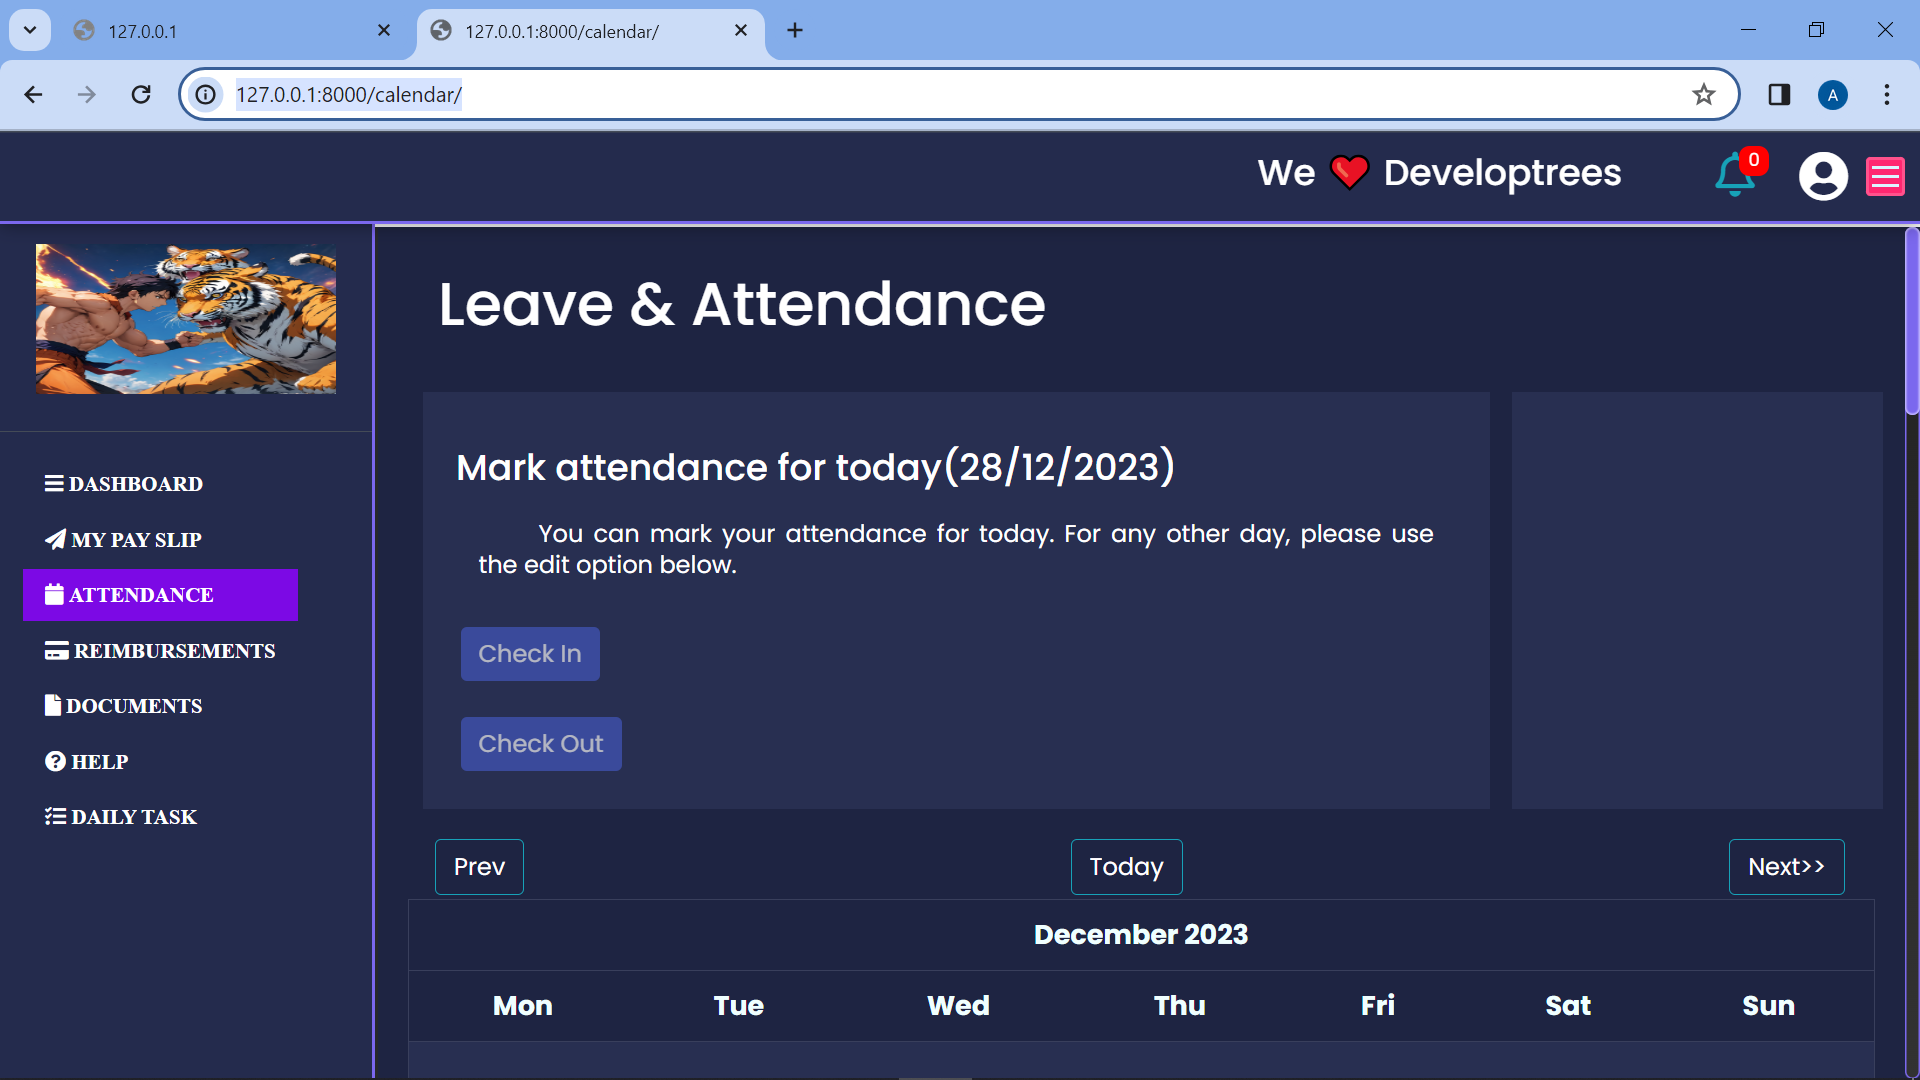 127.0.0.1
127.0.0.1:8000/calendar/
127.0.0.1:8000/calendar/
A
We ❤️ Developtrees
0
Leave & Attendance
DASHBOARD
MY PAY SLIP
ATTENDANCE
REIMBURSEMENTS
DOCUMENTS
HELP
DAILY TASK
Mark attendance for today(28/12/2023)
You can mark your attendance for today. For any other day, please use
the edit option below.
Check In
Check Out
Prev
Today
Next>>
December 2023
Mon Tue Wed Thu Fri Sat Sun